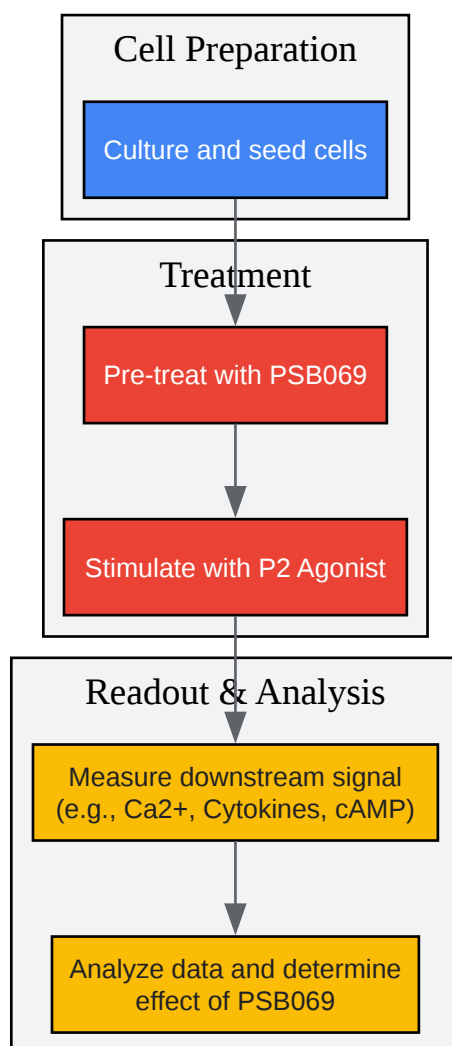 Cell Preparation
Culture and seed cells
Treatment
Pre-treat with PSB069
Stimulate with P2 Agonist
Readout & Analysis
Measure downstream signal
(e.g., Ca2+, Cytokines, cAMP)
Analyze data and determine
effect of PSB069